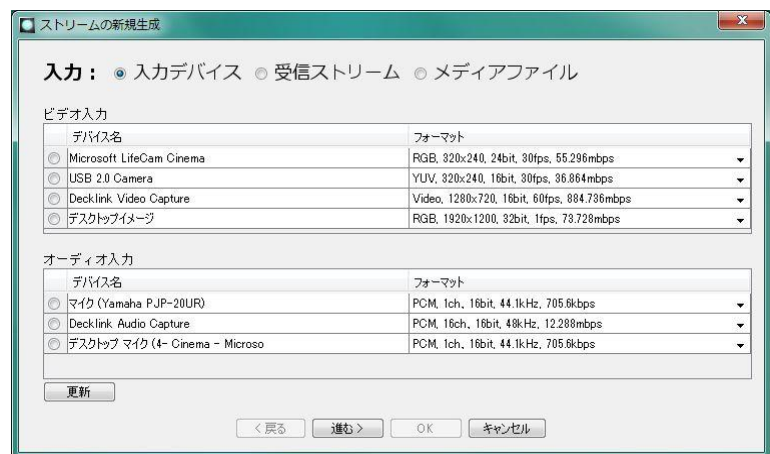 ストリームの新規生成
入力： 入力デバイス 受信ストリーム メディアファイル
ビデオ入力
デバイス名 フォーマット
Microsoft LifeCam Cinema RGB, 320x240, 24bit, 30fps, 55.296mbps
USB 2.0 Camera YUV, 320x240, 16bit, 30fps, 36.864mbps
Decklink Video Capture Video, 1280x720, 16bit, 60fps, 884.736mbps
デスクトップイメージ RGB, 1920x1200, 32bit, 1fps, 73.728mbps
オーディオ入力
デバイス名 フォーマット
マイク (Yamaha PJP-20UR) PCM, 1ch, 16bit, 44.1kHz, 705.6kbps
Decklink Audio Capture PCM, 16ch, 16bit, 48kHz, 12.288mbps
デスクトップ マイク (4- Cinema - Microso PCM, 1ch, 16bit, 44.1kHz, 705.6kbps
更新
< 戻る 進む > OK キャンセル